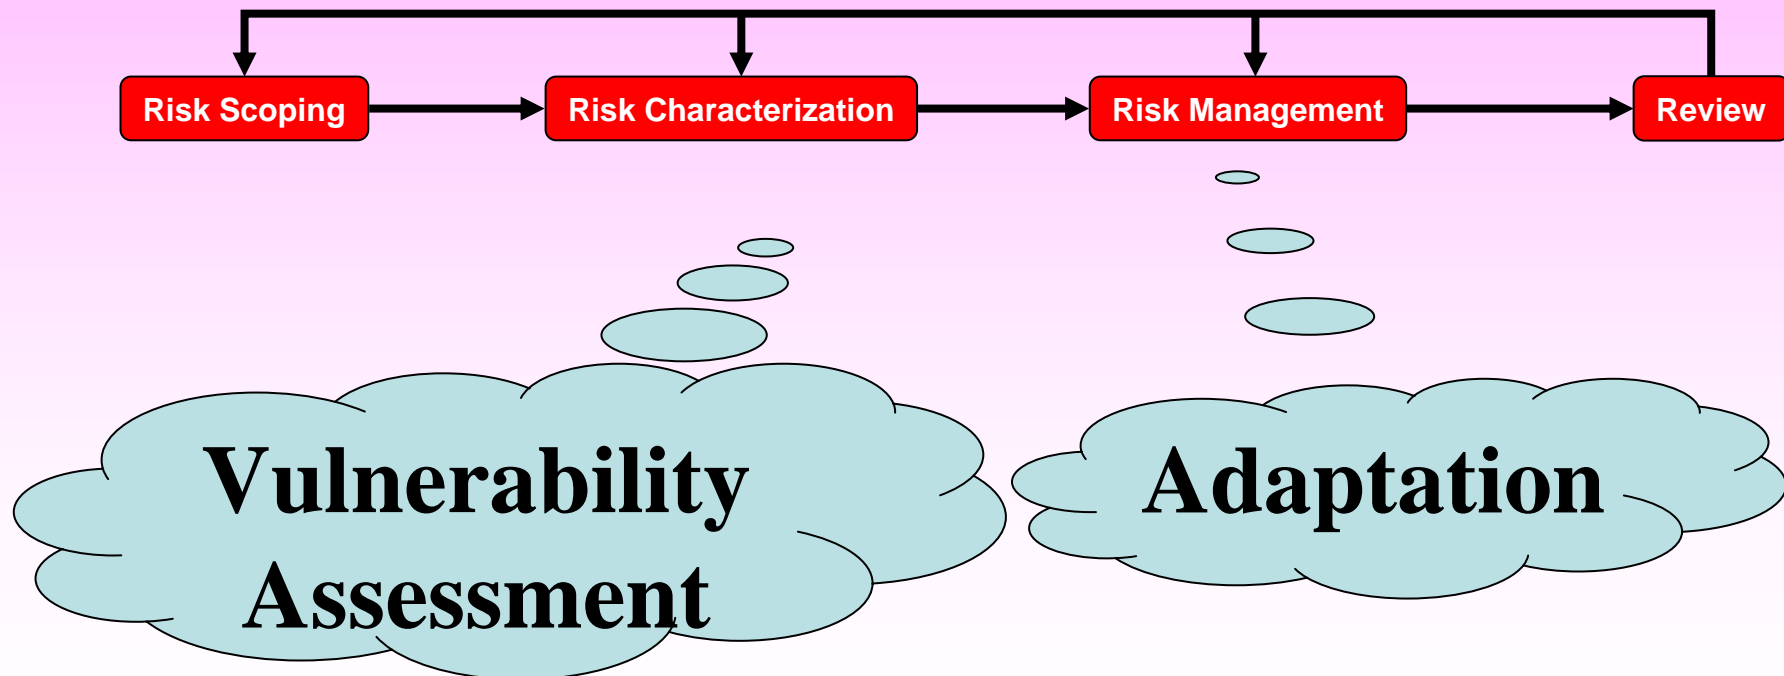 Risk Scoping
Risk Characterization
Risk Management
Review
Vulnerability
Assessment
Adaptation